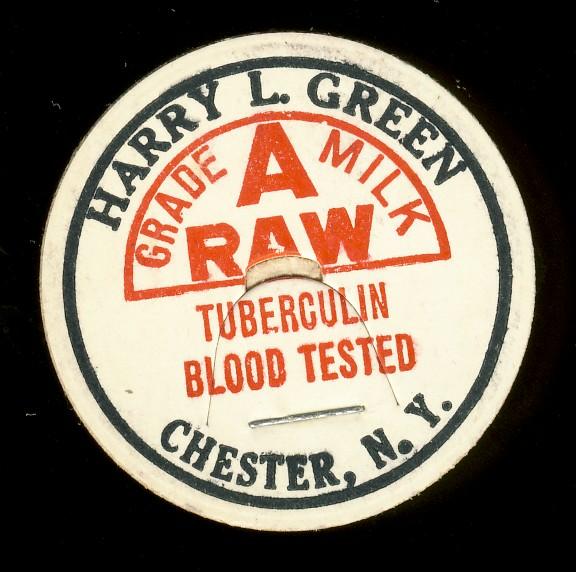 HARRY L. GREEN
GRADE A MILK
RAW
TUBERCULIN
BLOOD TESTED
CHESTER, N. Y.